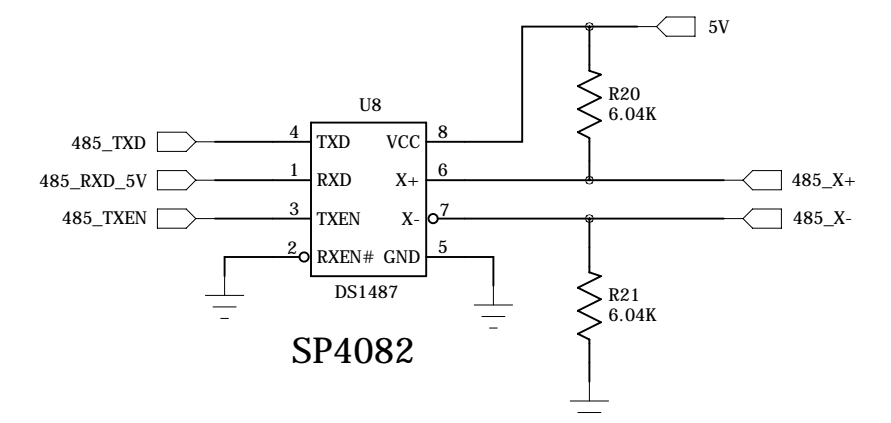 5V
R20
6.04K
U8
485_TXD 4 TXD VCC 8
485_RXD_5V 1 RXD X+ 6 485_X+
485_TXEN 3 TXEN X- 7 485_X-
2 RXEN# GND 5
DS1487
R21
6.04K
SP4082